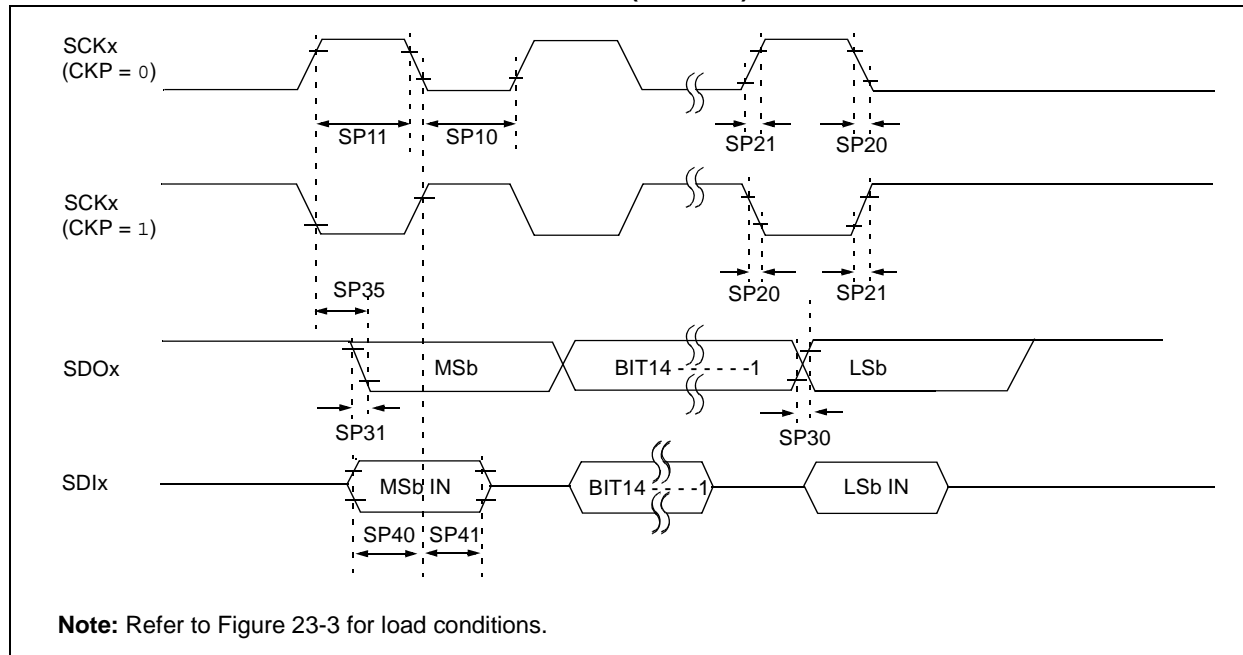 SCKx
(CKP = 0)
SP11
SP10
SP21
SP20
SCKx
(CKP = 1)
SP35
SP20
SP21
SDOx
MSb
BIT14 - - - - - - -1
LSb
SP31
SP30
SDIx
MSb IN
BIT14 - - - - -1
LSb IN
SP40
SP41
Note: Refer to Figure 23-3 for load conditions.